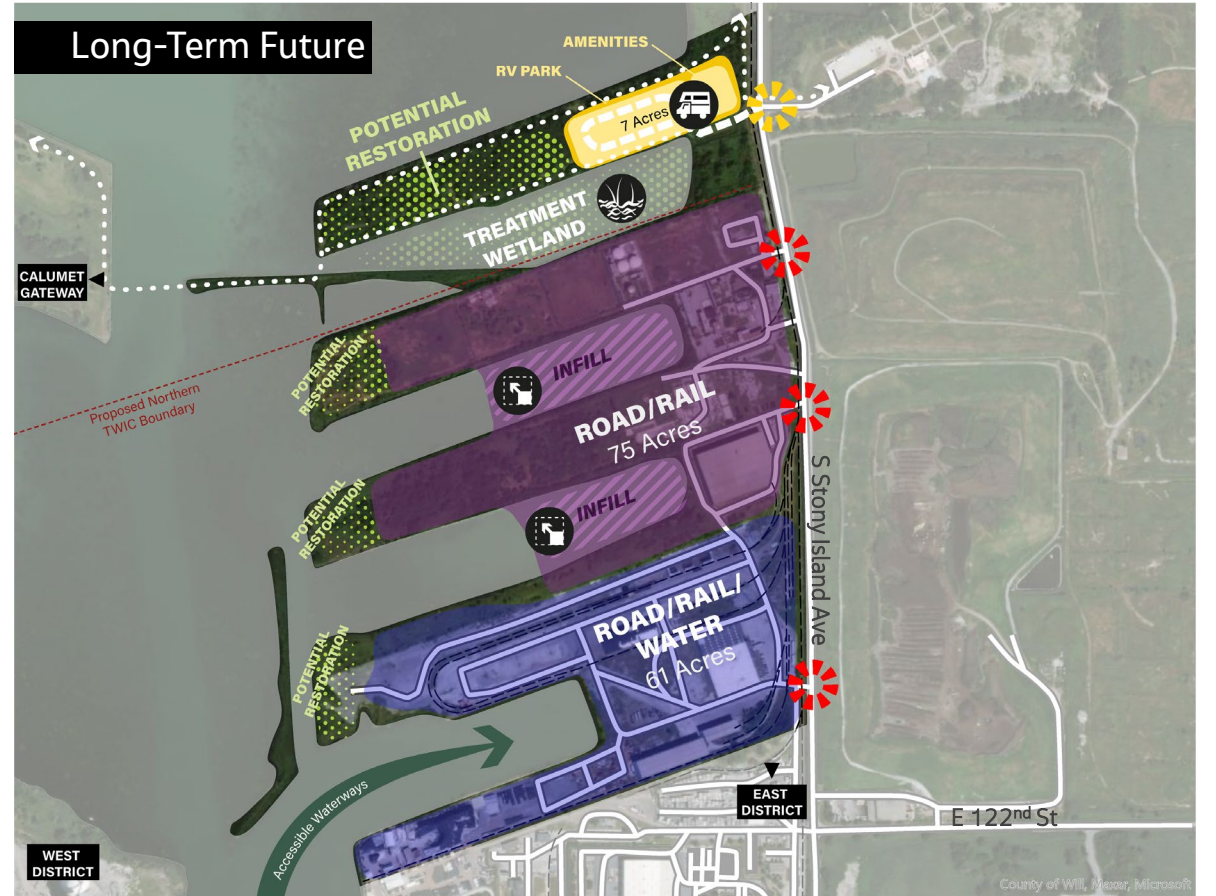 Long-Term Future
AMENITIES
RV PARK
7 Acres
POTENTIAL
RESTORATION
TREATMENT
WETLAND
CALUMET
GATEWAY
Proposed Northern
TWIC Boundary
POTENTIAL
RESTORATION
INFILL
ROAD/RAIL
75 Acres
POTENTIAL
RESTORATION
INFILL
S Stony Island Ave
ROAD/RAIL/
WATER
61 Acres
POTENTIAL
RESTORATION
Accessible Waterways
EAST
DISTRICT
E 122nd St
WEST
DISTRICT
County of Will, Maxar, Microsoft